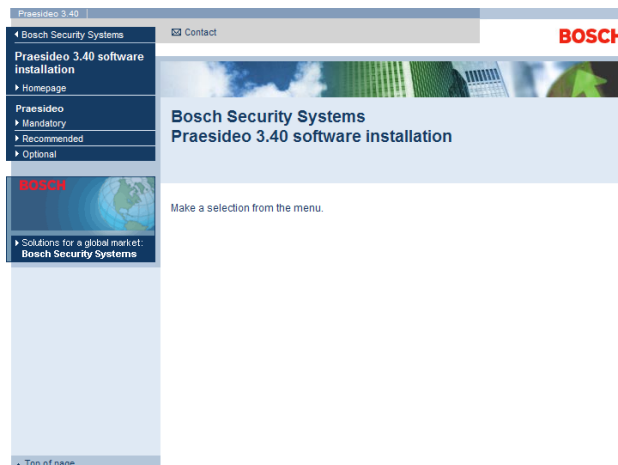 Praesideo 3.40
Bosch Security Systems
Contact
BOSCH
Praesideo 3.40 software
installation
Homepage
Praesideo
Mandatory
Recommended
Optional
Bosch Security Systems
Praesideo 3.40 software installation
BOSCH
Make a selection from the menu.
Solutions for a global market:
Bosch Security Systems
Top of page